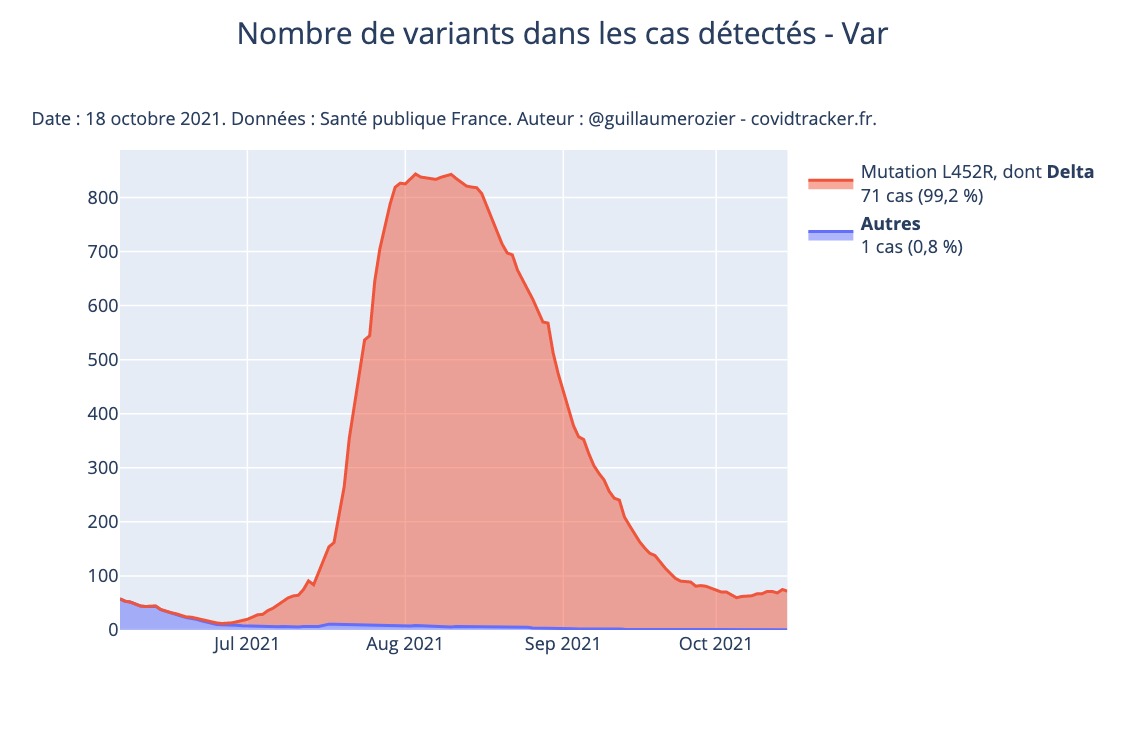 Nombre de variants dans les cas détectés - Var
Date : 18 octobre 2021. Données : Santé publique France. Auteur : @guillaumerozier - covidtracker.fr.
Mutation L452R, dont Delta
71 cas (99,2 %)
Autres
1 cas (0,8 %)
800
700
600
500
400
300
200
100
0
Jul 2021
Aug 2021
Sep 2021
Oct 2021